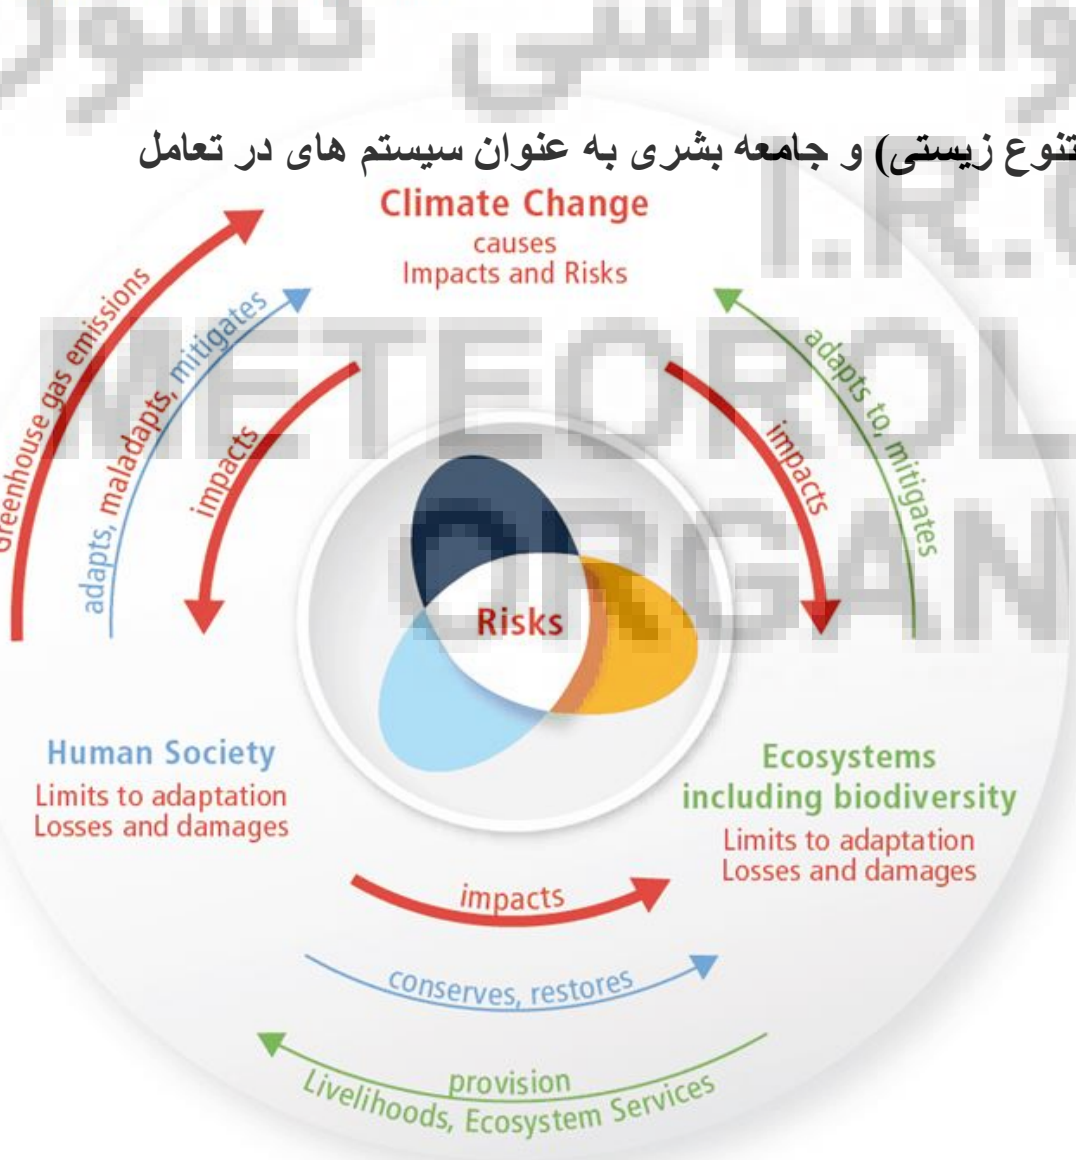 تنوع زیستی) و جامعه بشری به عنوان سیستم های در تعامل
Climate Change
causes
Impacts and Risks
Greenhouse gas emissions
adapts, maladapts, mitigates
impacts
impacts
adapts to, mitigates
Risks
Human Society
Limits to adaptation
Losses and damages
Ecosystems
including biodiversity
Limits to adaptation
Losses and damages
impacts
conserves, restores
provision
Livelihoods, Ecosystem Services